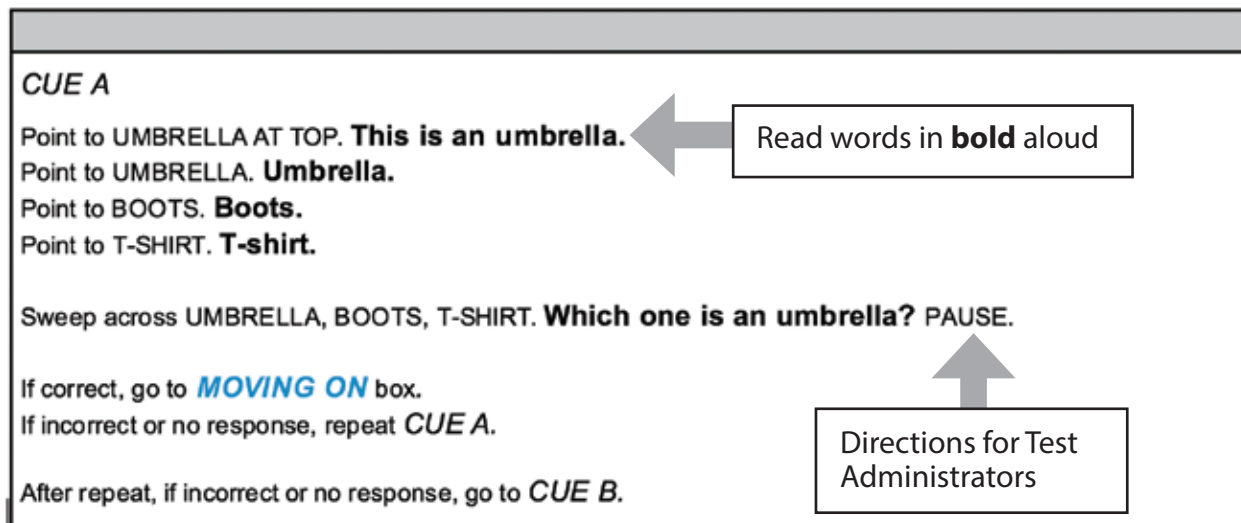 CUE A
Point to UMBRELLA AT TOP. This is an umbrella.
Read words in bold aloud
Point to UMBRELLA. Umbrella.
Point to BOOTS. Boots.
Point to T-SHIRT. T-shirt.
Sweep across UMBRELLA, BOOTS, T-SHIRT. Which one is an umbrella? PAUSE.
If correct, go to MOVING ON box.
If incorrect or no response, repeat CUE A.
Directions for Test
Administrators
After repeat, if incorrect or no response, go to CUE B.